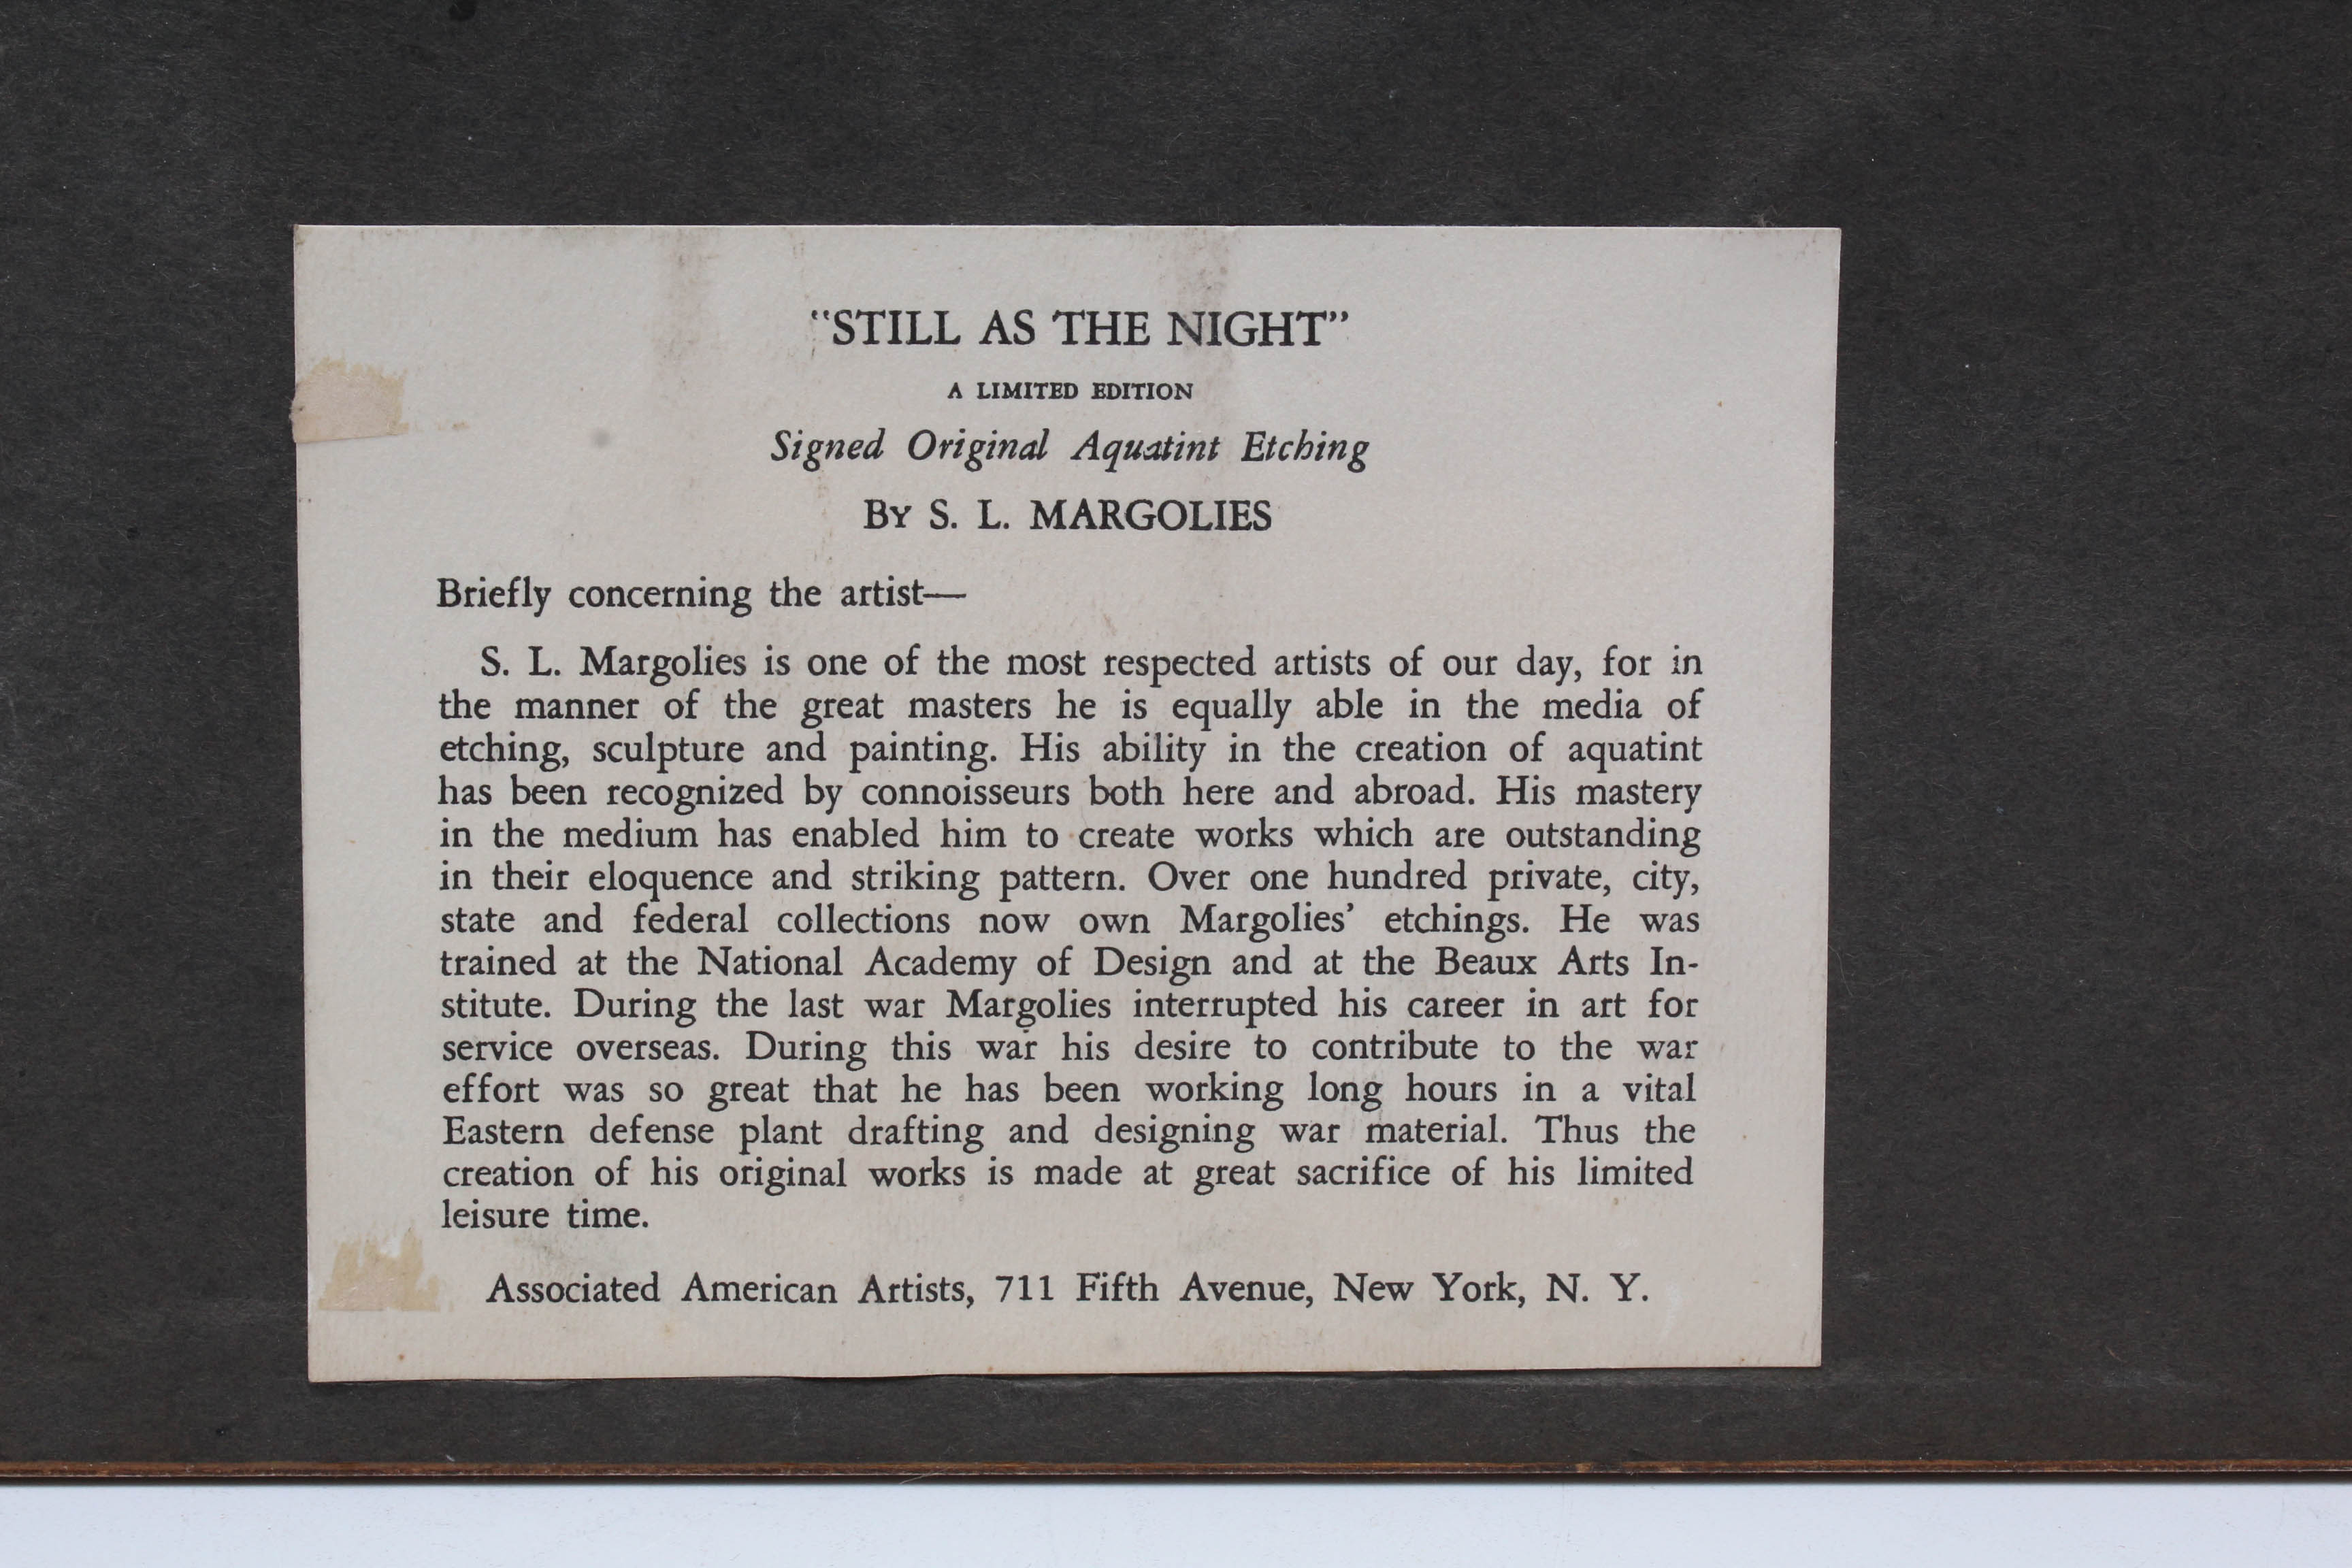 "STILL AS THE NIGHT"
A LIMITED EDITION
Signed Original Aquatint Etching
BY S. L. MARGOLIES
Briefly concerning the artist—
S. L. Margolies is one of the most respected artists of our day, for in
the manner of the great masters he is equally able in the media of
etching, sculpture and painting. His ability in the creation of aquatint
has been recognized by connoisseurs both here and abroad. His mastery
in the medium has enabled him to create works which are outstanding
in their eloquence and striking pattern. Over one hundred private, city,
state and federal collections now own Margolies' etchings. He was
trained at the National Academy of Design and at the Beaux Arts In-
stitute. During the last war Margolies interrupted his career in art for
service overseas. During this war his desire to contribute to the war
effort was so great that he has been working long hours in a vital
Eastern defense plant drafting and designing war material. Thus the
creation of his original works is made at great sacrifice of his limited
leisure time.
Associated American Artists, 711 Fifth Avenue, New York, N. Y.